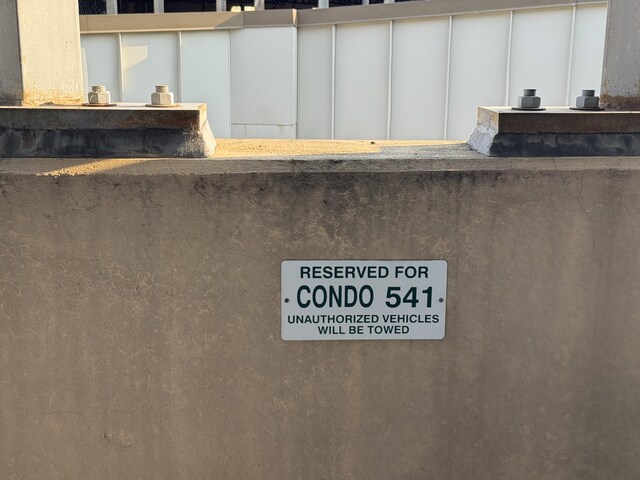 RESERVED FOR
CONDO 541
UNAUTHORIZED VEHICLES
WILL BE TOWED